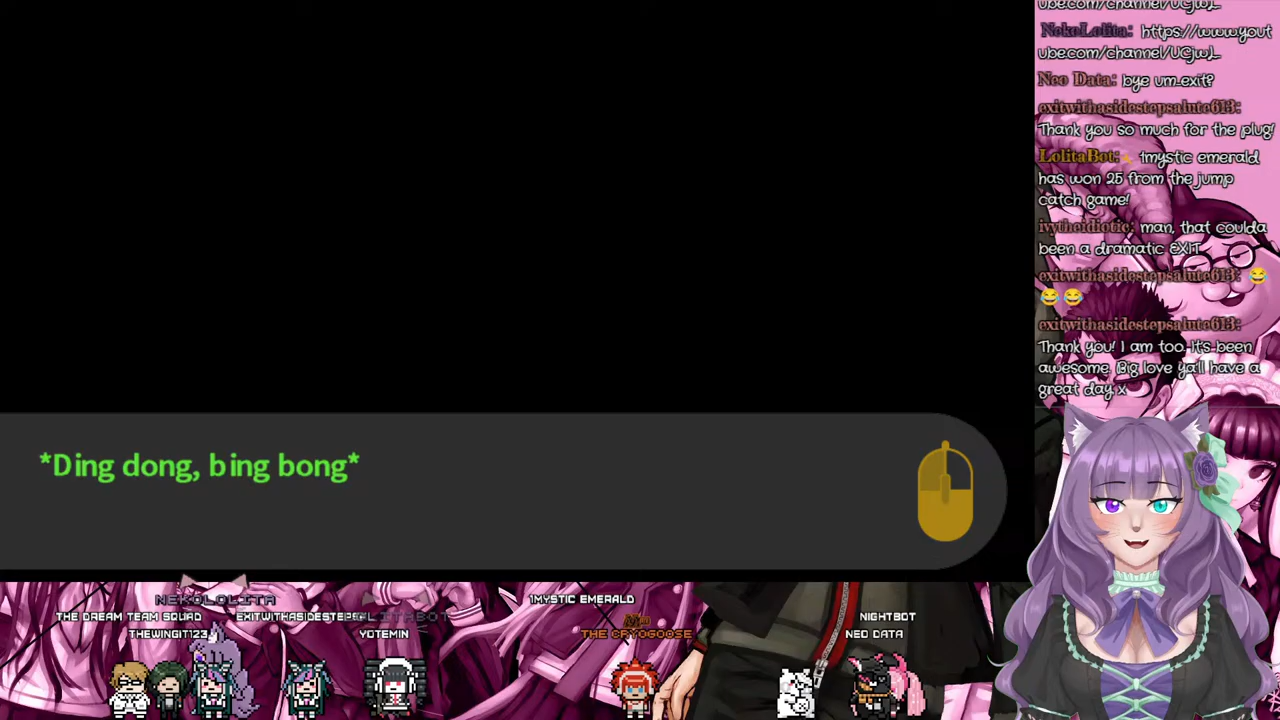 ube.com/channel/UCjwJ_
NekoLolita: https://www.yout
ube.com/channel/UCjwJ_
Neo Data: bye um..exit?
exitwithasidestepsalute613:
Thank you so much for the plug!
LolitaBot: 1mystic emerald
has won 25 from the jump
catch game!
ivytheidiotic: man, that coulda
been a dramatic EXIT
exitwithasidestepsalute613: 😂
😂 😂
exitwithasidestepsalute613:
Thank you! I am too. It's been
awesome. Big love ya'll have a
great day x
*Ding dong, bing bong*
NEKOLOLITA
1MYSTIC EMERALD
THE DREAM TEAM SQUAD
NIGHTBOT
THEWINGIT123
YOTEMIN
THE CRYOGOOSE
NEO DATA